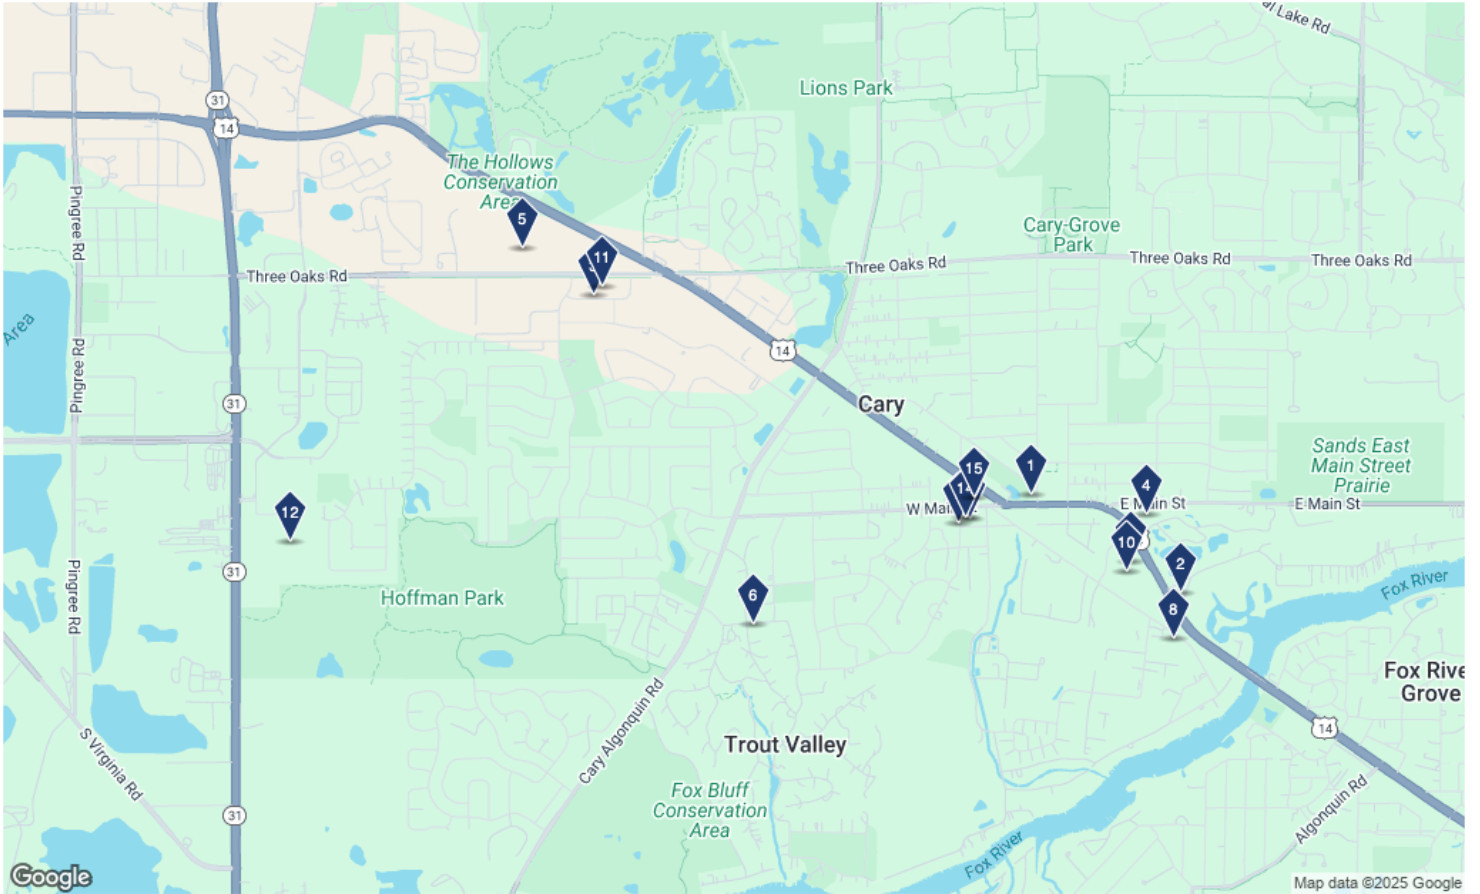 al Lake Rd
Lions Park
31
14
The Hollows
Conservation
Area
Pingree Rd
5
Cary-Grove
Park
11
Three Oaks Rd
Three Oaks Rd
Three Oaks Rd
Three Oaks Rd
Area
Pingree Rd
14
31
Cary
Sands East
Main Street
Prairie
15
1
14
4
W Main
E Main St
E Main St
12
10
2
31
Pingree Rd
Hoffman Park
6
8
Fox River
Fox Rive
Grove
14
S Virginia Rd
Cary Algonquin Rd
Trout Valley
Fox Bluff
Conservation
Area
31
Algonquin Rd
Fox River
Google
Map data ©2025 Google